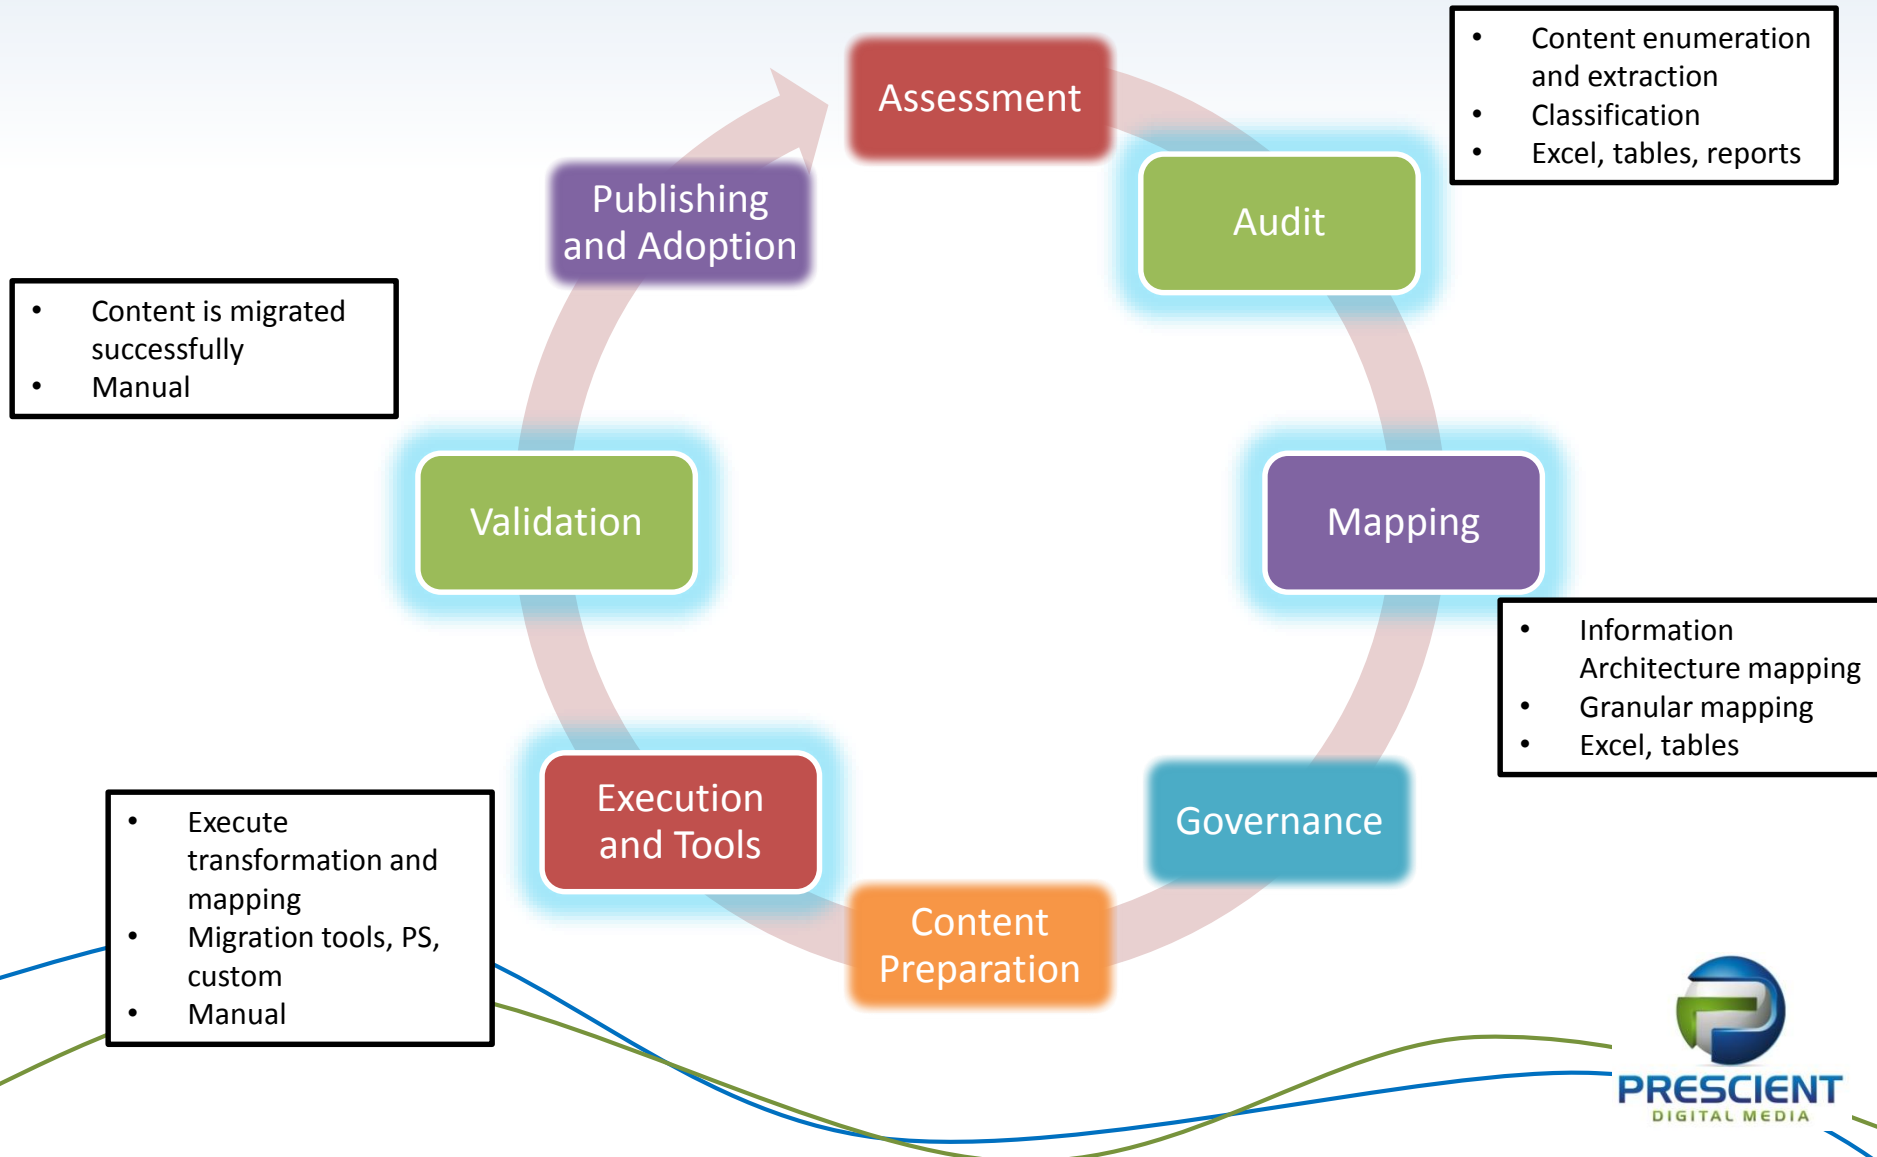 Assessment
• Content enumeration
and extraction
• Classification
• Excel, tables, reports
Audit
Publishing
and Adoption
• Content is migrated
successfully
• Manual
Validation
Mapping
• Information
Architecture mapping
• Granular mapping
• Excel, tables
Execution
and Tools
Governance
• Execute
transformation and
mapping
• Migration tools, PS,
custom
• Manual
Content
Preparation
PRESCIENT
DIGITAL MEDIA